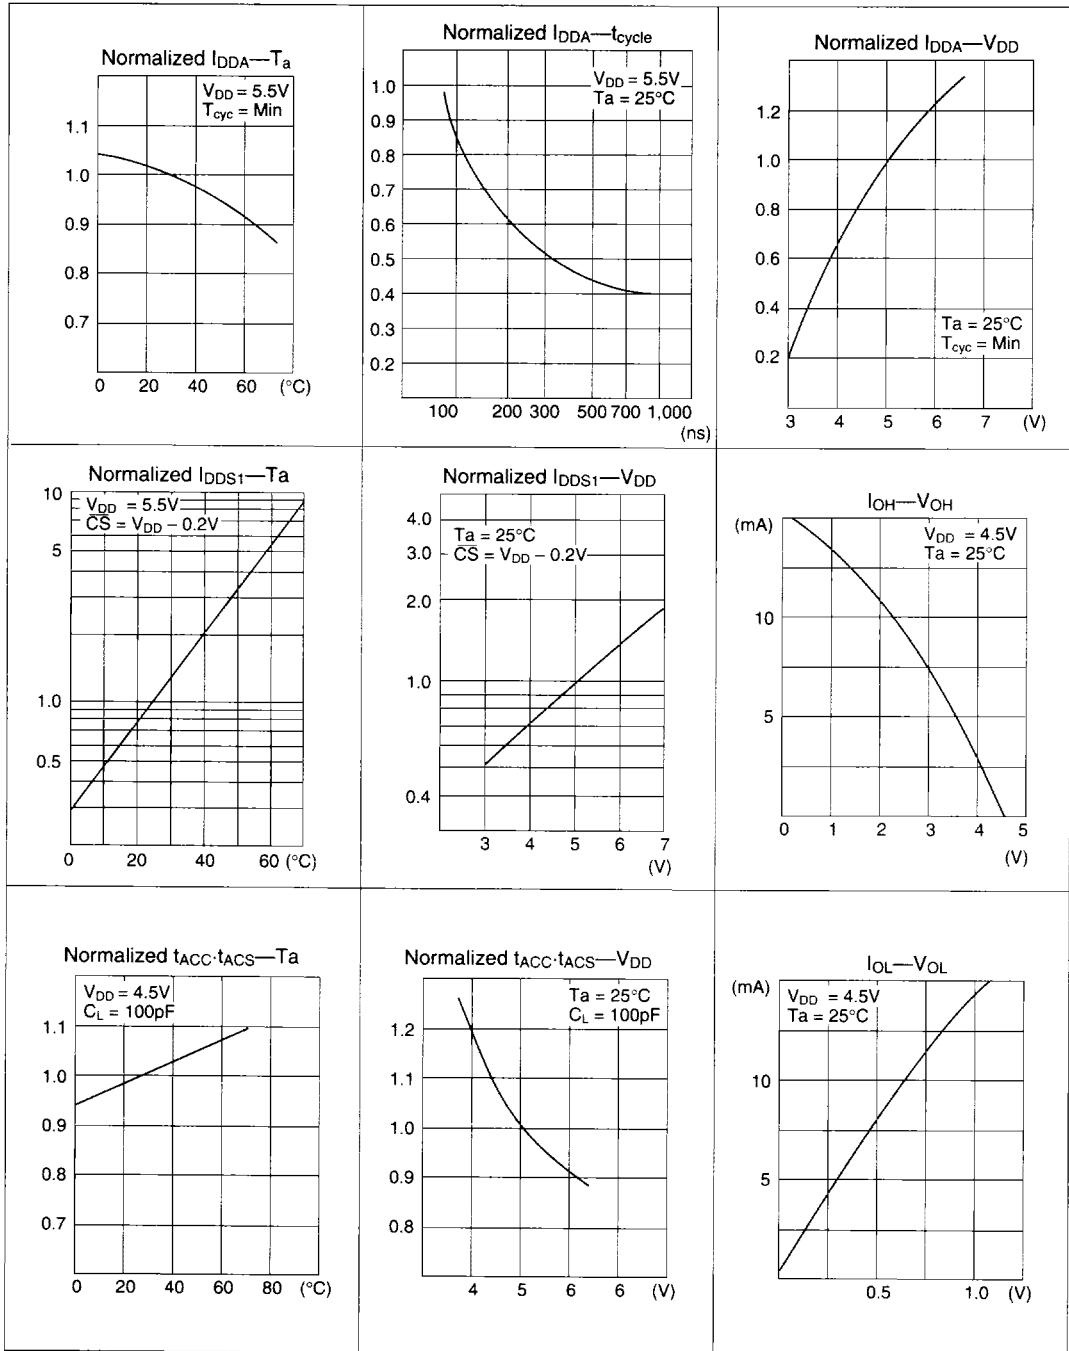 Normalized IDDA—Ta
VDD = 5.5V
Tcyc = Min
1.1
1.0
0.9
0.8
0.7
0 20 40 60 (°C)
Normalized IDDA—tcycle
VDD = 5.5V
Ta = 25°C
1.0
0.9
0.8
0.7
0.6
0.5
0.4
0.3
0.2
100 200 300 500 700 1,000
(ns)
Normalized IDDA—VDD
1.2
1.0
0.8
0.6
0.4
0.2
Ta = 25°C
Tcyc = Min
3 4 5 6 7 (V)
Normalized IDDS1—Ta
VDD = 5.5V
C̅S̅ = VDD − 0.2V
10
5
1.0
0.5
0 20 40 60 (°C)
Normalized IDDS1—VDD
Ta = 25°C
C̅S̅ = VDD − 0.2V
4.0
3.0
2.0
1.0
0.4
3 4 5 6 7
(V)
IOH—VOH
(mA)
VDD = 4.5V
Ta = 25°C
10
5
0 1 2 3 4 5
(V)
Normalized tACC·tACS—Ta
VDD = 4.5V
CL = 100pF
1.1
1.0
0.9
0.8
0.7
0 20 40 60 80 (°C)
Normalized tACC·tACS—VDD
Ta = 25°C
CL = 100pF
1.2
1.1
1.0
0.9
0.8
4 5 6 6 (V)
IOL—VOL
(mA)
VDD = 4.5V
Ta = 25°C
10
5
0.5 1.0 (V)